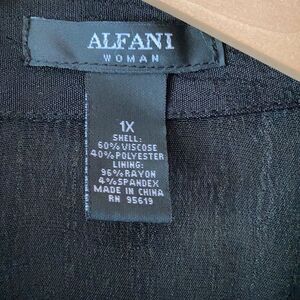 ALFANI
WOMAN
1X
SHELL:
60%VISCOSE
40%POLYESTER
LINING:
96%RAYON
4%SPANDEX
MADE IN CHINA
RN 95619